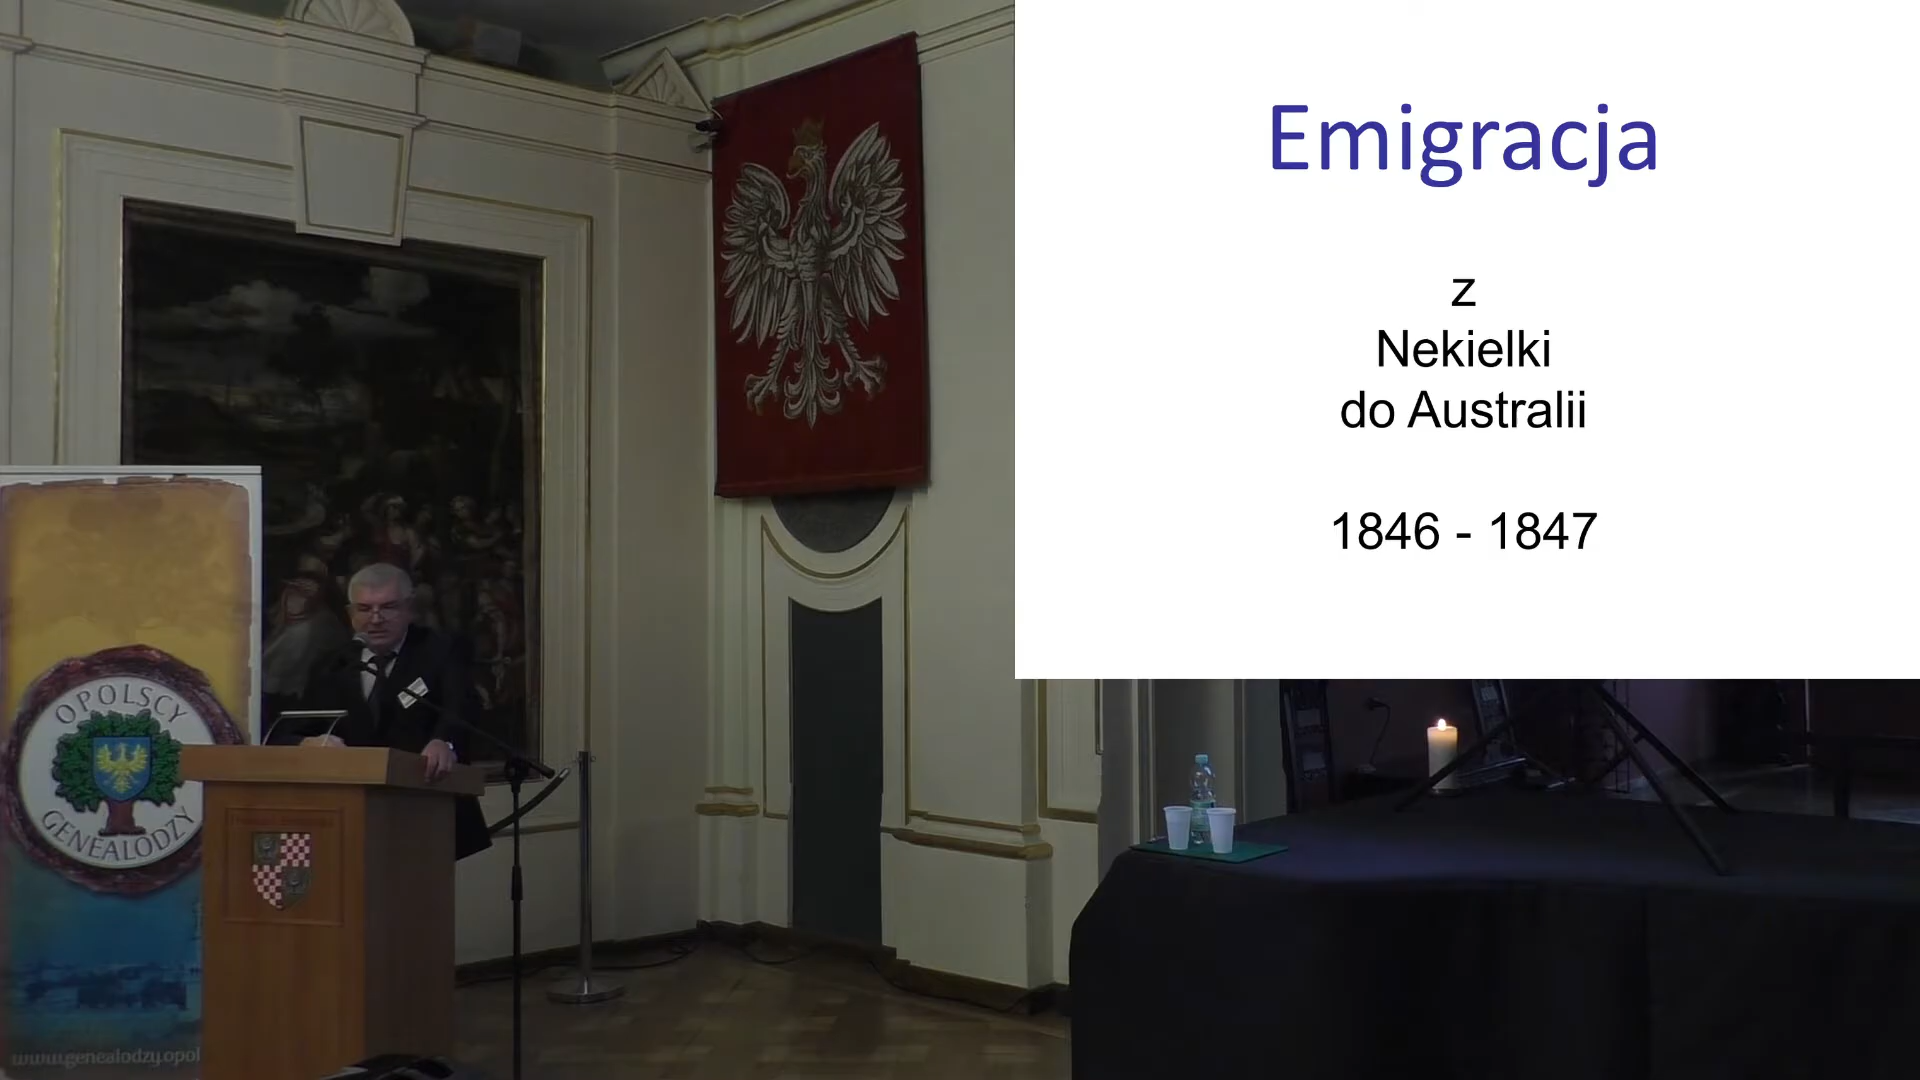 Emigracja
z
Nekielki
do Australii
1846 - 1847
OPOLSCY
GENEALODZY
www.genealodzy.opol